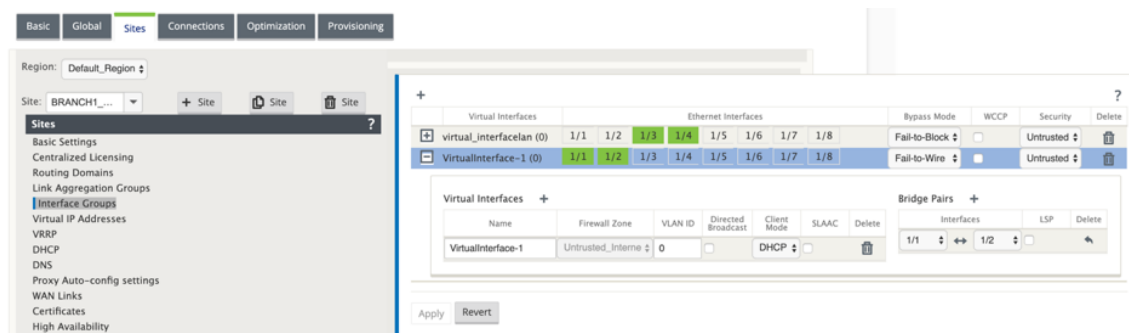 Basic Global Sites Connections Optimization Provisioning
Region: Default_Region
Site: BRANCH1_... + Site Site Site
Sites ?
Basic Settings
Centralized Licensing
Routing Domains
Link Aggregation Groups
Interface Groups
Virtual IP Addresses
VRRP
DHCP
DNS
Proxy Auto-config settings
WAN Links
Certificates
High Availability
+ ?
Virtual Interfaces Ethernet Interfaces Bypass Mode WCCP Security Delete
+ virtual_interfacelan (0) 1/1 1/2 1/3 1/4 1/5 1/6 1/7 1/8 Fail-to-Block Untrusted
− VirtualInterface-1 (0) 1/1 1/2 1/3 1/4 1/5 1/6 1/7 1/8 Fail-to-Wire Untrusted
Virtual Interfaces +
Name Firewall Zone VLAN ID Directed Broadcast Client Mode SLAAC Delete
VirtualInterface-1 Untrusted_Interne 0 DHCP
Bridge Pairs +
Interfaces LSP Delete
1/1 ↔ 1/2
Apply Revert